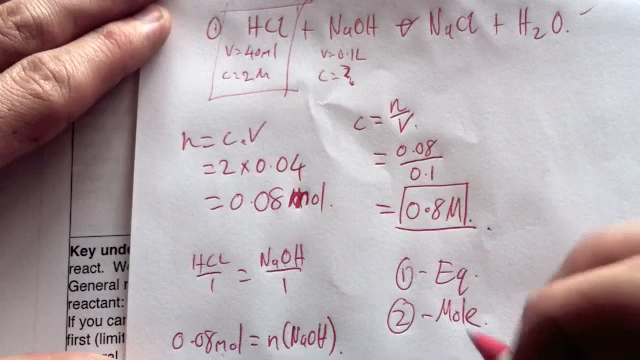 ① HCl + NaOH → NaCl + H₂O.
V=40ml V=0.1L
C=2M C=?
n=C.V
=2×0.04
=0.08mol.
C=n/V
=0.08/0.1
=0.8M
HCl/1 = NaOH/1
0.08mol=n(NaOH).
①-Eq.
②-Mole.
Key unde
react. W
General r
reactant:
If you car
first (limit